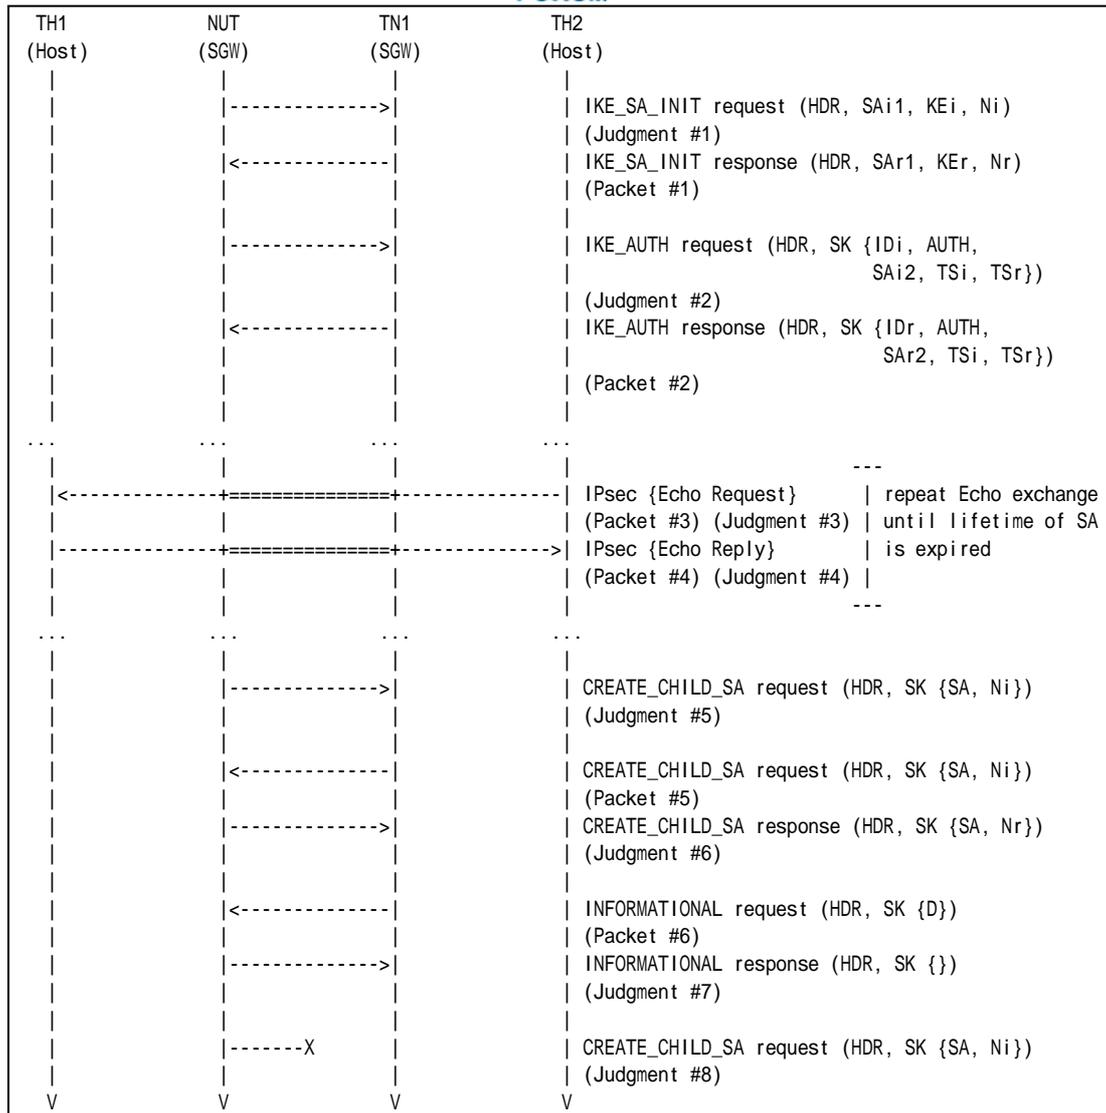 TH1 NUT TN1 TH2
(Host) (SGW) (SGW) (Host)
| | | |
| |-------------->| | IKE_SA_INIT request (HDR, SAi1, KEi, Ni)
| | | | (Judgment #1)
| |<--------------| | IKE_SA_INIT response (HDR, SAr1, KEr, Nr)
| | | | (Packet #1)
| | | |
| |-------------->| | IKE_AUTH request (HDR, SK {IDi, AUTH,
| | | | SAi2, TSi, TSr})
| | | | (Judgment #2)
| |<--------------| | IKE_AUTH response (HDR, SK {IDr, AUTH,
| | | | SAr2, TSi, TSr})
| | | | (Packet #2)
| | | |
... ... ... ...
| | | | ---
|<--------------+===============+---------------| IPsec {Echo Request} | repeat Echo exchange
| | | | (Packet #3) (Judgment #3) | until lifetime of SA
|---------------+===============+-------------->| IPsec {Echo Reply} | is expired
| | | | (Packet #4) (Judgment #4) |
| | | | ---
... ... ... ...
| | | |
| |-------------->| | CREATE_CHILD_SA request (HDR, SK {SA, Ni})
| | | | (Judgment #5)
| | | |
| |<--------------| | CREATE_CHILD_SA request (HDR, SK {SA, Ni})
| | | | (Packet #5)
| |-------------->| | CREATE_CHILD_SA response (HDR, SK {SA, Nr})
| | | | (Judgment #6)
| | | |
| |<--------------| | INFORMATIONAL request (HDR, SK {D})
| | | | (Packet #6)
| |-------------->| | INFORMATIONAL response (HDR, SK {})
| | | | (Judgment #7)
| | | |
| |-------X | | CREATE_CHILD_SA request (HDR, SK {SA, Ni})
| | | | (Judgment #8)
V V V V